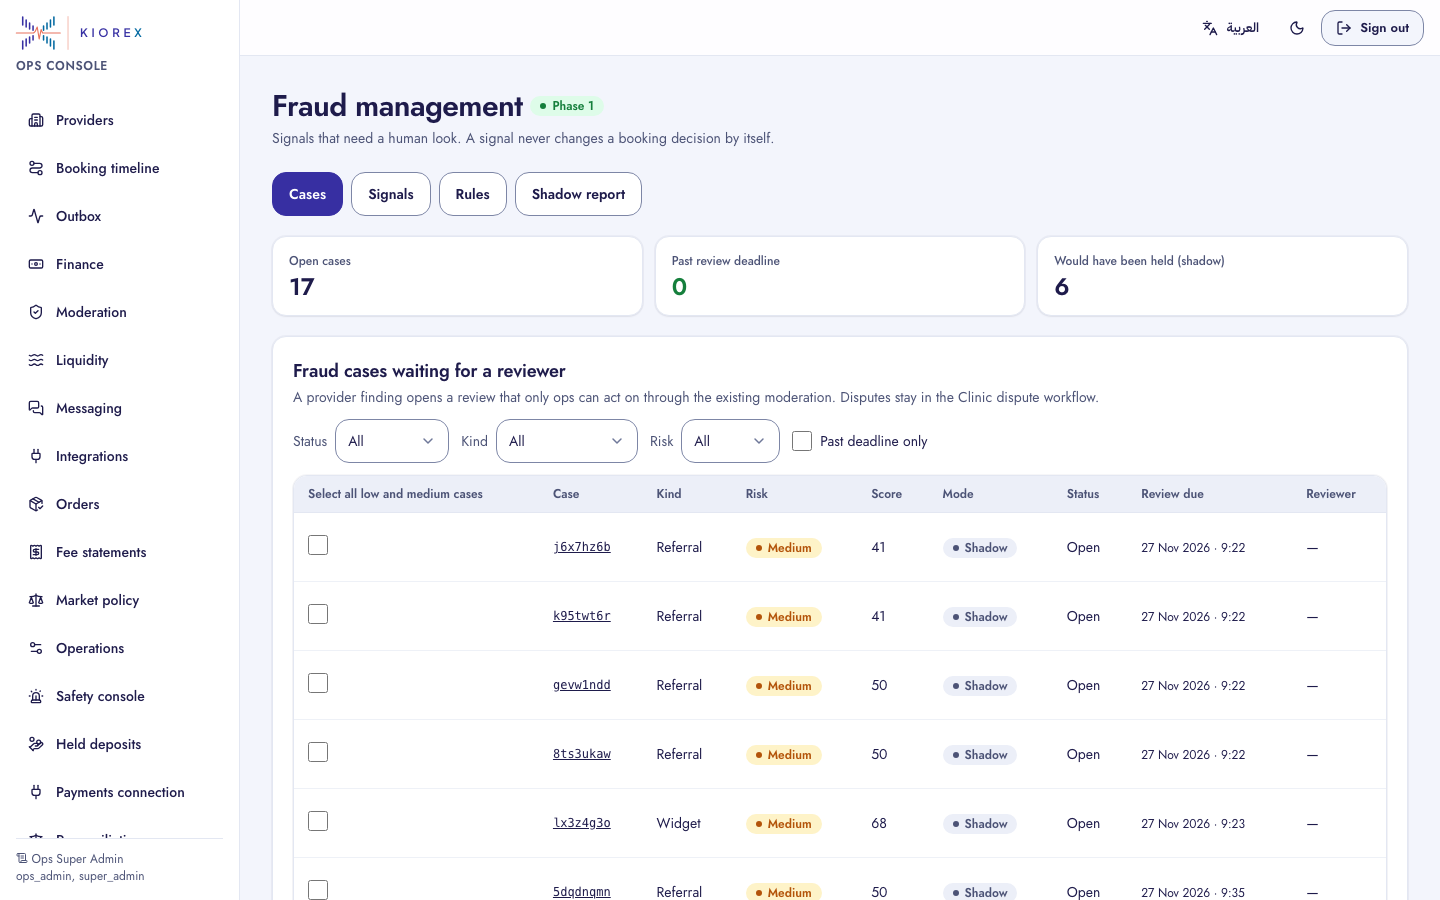 KIOREX
OPS CONSOLE
العربية
Sign out
Providers
Booking timeline
Outbox
Finance
Moderation
Liquidity
Messaging
Integrations
Orders
Fee statements
Market policy
Operations
Safety console
Held deposits
Payments connection
Ops Super Admin
ops_admin, super_admin
Fraud management Phase 1
Signals that need a human look. A signal never changes a booking decision by itself.
Cases Signals Rules Shadow report
Open cases
17
Past review deadline
0
Would have been held (shadow)
6
Fraud cases waiting for a reviewer
A provider finding opens a review that only ops can act on through the existing moderation. Disputes stay in the Clinic dispute workflow.
Status All Kind All Risk All Past deadline only
Select all low and medium cases Case Kind Risk Score Mode Status Review due Reviewer
j6x7hz6b Referral Medium 41 Shadow Open 27 Nov 2026 · 9:22 —
k95twt6r Referral Medium 41 Shadow Open 27 Nov 2026 · 9:22 —
gevw1ndd Referral Medium 50 Shadow Open 27 Nov 2026 · 9:22 —
8ts3ukaw Referral Medium 50 Shadow Open 27 Nov 2026 · 9:22 —
lx3z4g3o Widget Medium 68 Shadow Open 27 Nov 2026 · 9:23 —
5dqdnqmn Referral Medium 50 Shadow Open 27 Nov 2026 · 9:35 —